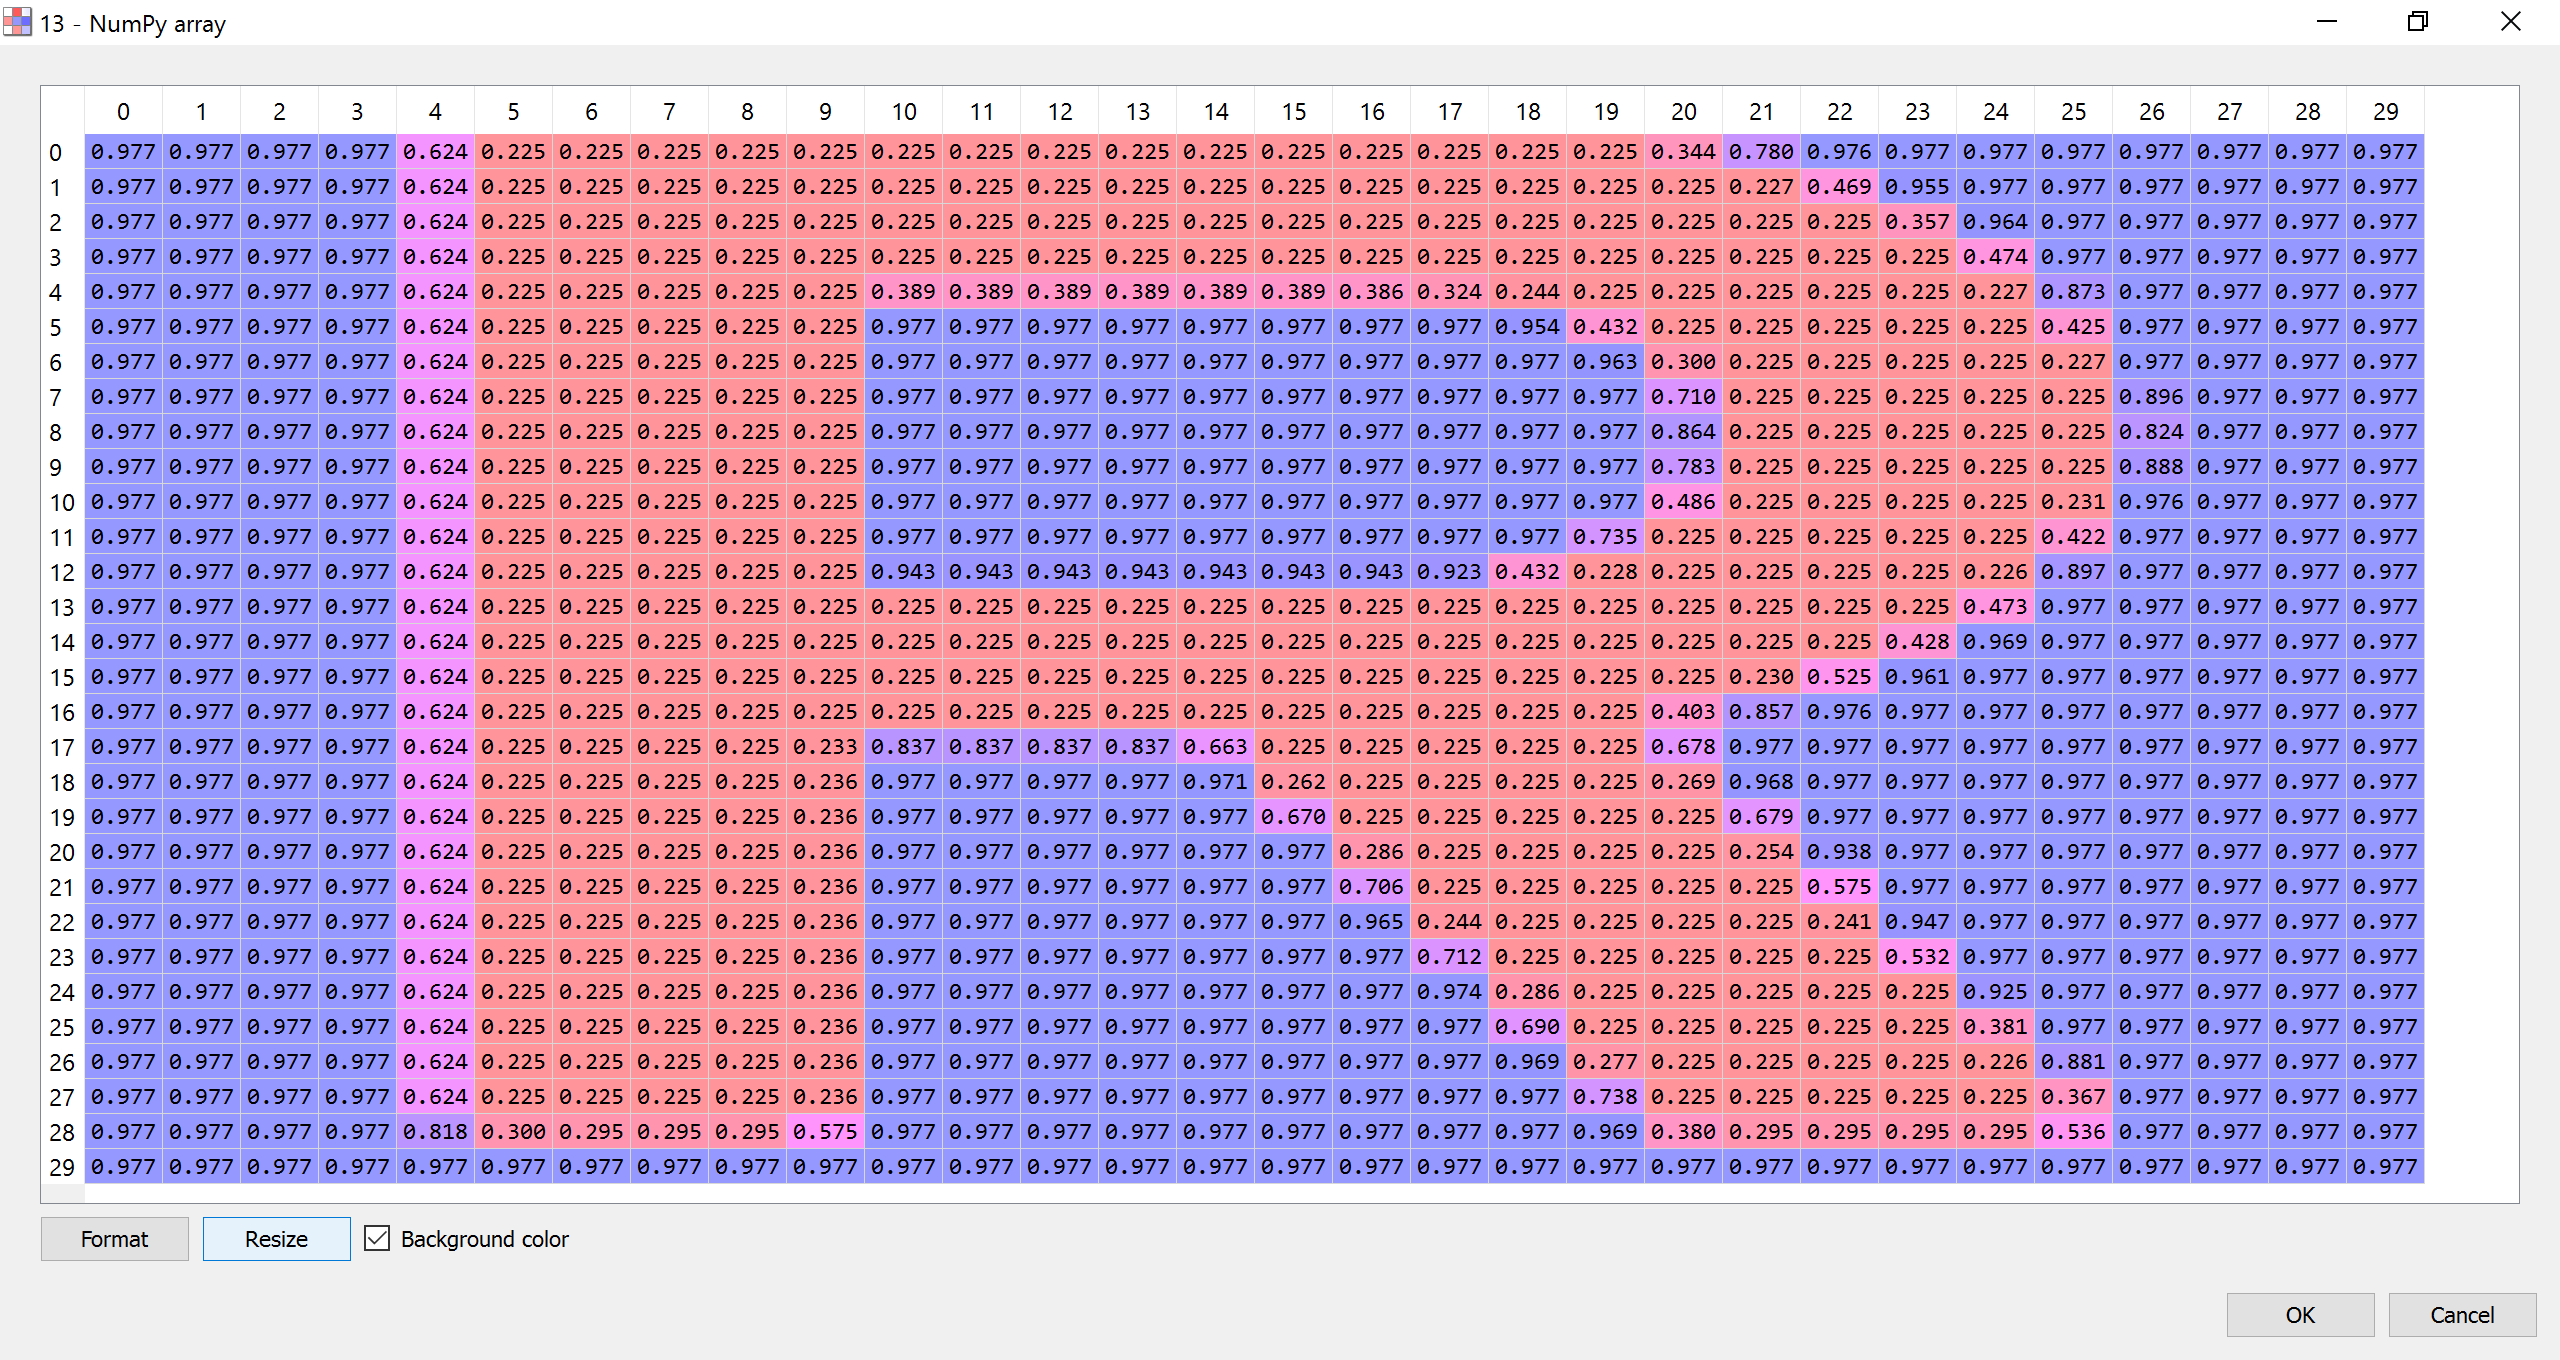 13 - NumPy array
0 1 2 3 4 5 6 7 8 9 10 11 12 13 14 15 16 17 18 19 20 21 22 23 24 25 26 27 28 29
0 0.977 0.977 0.977 0.977 0.624 0.225 0.225 0.225 0.225 0.225 0.225 0.225 0.225 0.225 0.225 0.225 0.225 0.225 0.225 0.225 0.344 0.780 0.976 0.977 0.977 0.977 0.977 0.977 0.977 0.977
1 0.977 0.977 0.977 0.977 0.624 0.225 0.225 0.225 0.225 0.225 0.225 0.225 0.225 0.225 0.225 0.225 0.225 0.225 0.225 0.225 0.225 0.227 0.469 0.955 0.977 0.977 0.977 0.977 0.977 0.977
2 0.977 0.977 0.977 0.977 0.624 0.225 0.225 0.225 0.225 0.225 0.225 0.225 0.225 0.225 0.225 0.225 0.225 0.225 0.225 0.225 0.225 0.225 0.225 0.357 0.964 0.977 0.977 0.977 0.977 0.977
3 0.977 0.977 0.977 0.977 0.624 0.225 0.225 0.225 0.225 0.225 0.225 0.225 0.225 0.225 0.225 0.225 0.225 0.225 0.225 0.225 0.225 0.225 0.225 0.225 0.474 0.977 0.977 0.977 0.977 0.977
4 0.977 0.977 0.977 0.977 0.624 0.225 0.225 0.225 0.225 0.225 0.389 0.389 0.389 0.389 0.389 0.389 0.386 0.324 0.244 0.225 0.225 0.225 0.225 0.225 0.227 0.873 0.977 0.977 0.977 0.977
5 0.977 0.977 0.977 0.977 0.624 0.225 0.225 0.225 0.225 0.225 0.977 0.977 0.977 0.977 0.977 0.977 0.977 0.977 0.954 0.432 0.225 0.225 0.225 0.225 0.225 0.425 0.977 0.977 0.977 0.977
6 0.977 0.977 0.977 0.977 0.624 0.225 0.225 0.225 0.225 0.225 0.977 0.977 0.977 0.977 0.977 0.977 0.977 0.977 0.977 0.963 0.300 0.225 0.225 0.225 0.225 0.227 0.977 0.977 0.977 0.977
7 0.977 0.977 0.977 0.977 0.624 0.225 0.225 0.225 0.225 0.225 0.977 0.977 0.977 0.977 0.977 0.977 0.977 0.977 0.977 0.977 0.710 0.225 0.225 0.225 0.225 0.225 0.896 0.977 0.977 0.977
8 0.977 0.977 0.977 0.977 0.624 0.225 0.225 0.225 0.225 0.225 0.977 0.977 0.977 0.977 0.977 0.977 0.977 0.977 0.977 0.977 0.864 0.225 0.225 0.225 0.225 0.225 0.824 0.977 0.977 0.977
9 0.977 0.977 0.977 0.977 0.624 0.225 0.225 0.225 0.225 0.225 0.977 0.977 0.977 0.977 0.977 0.977 0.977 0.977 0.977 0.977 0.783 0.225 0.225 0.225 0.225 0.225 0.888 0.977 0.977 0.977
10 0.977 0.977 0.977 0.977 0.624 0.225 0.225 0.225 0.225 0.225 0.977 0.977 0.977 0.977 0.977 0.977 0.977 0.977 0.977 0.977 0.486 0.225 0.225 0.225 0.225 0.231 0.976 0.977 0.977 0.977
11 0.977 0.977 0.977 0.977 0.624 0.225 0.225 0.225 0.225 0.225 0.977 0.977 0.977 0.977 0.977 0.977 0.977 0.977 0.977 0.735 0.225 0.225 0.225 0.225 0.225 0.422 0.977 0.977 0.977 0.977
12 0.977 0.977 0.977 0.977 0.624 0.225 0.225 0.225 0.225 0.225 0.943 0.943 0.943 0.943 0.943 0.943 0.943 0.923 0.432 0.228 0.225 0.225 0.225 0.225 0.226 0.897 0.977 0.977 0.977 0.977
13 0.977 0.977 0.977 0.977 0.624 0.225 0.225 0.225 0.225 0.225 0.225 0.225 0.225 0.225 0.225 0.225 0.225 0.225 0.225 0.225 0.225 0.225 0.225 0.225 0.473 0.977 0.977 0.977 0.977 0.977
14 0.977 0.977 0.977 0.977 0.624 0.225 0.225 0.225 0.225 0.225 0.225 0.225 0.225 0.225 0.225 0.225 0.225 0.225 0.225 0.225 0.225 0.225 0.225 0.428 0.969 0.977 0.977 0.977 0.977 0.977
15 0.977 0.977 0.977 0.977 0.624 0.225 0.225 0.225 0.225 0.225 0.225 0.225 0.225 0.225 0.225 0.225 0.225 0.225 0.225 0.225 0.225 0.230 0.525 0.961 0.977 0.977 0.977 0.977 0.977 0.977
16 0.977 0.977 0.977 0.977 0.624 0.225 0.225 0.225 0.225 0.225 0.225 0.225 0.225 0.225 0.225 0.225 0.225 0.225 0.225 0.225 0.403 0.857 0.976 0.977 0.977 0.977 0.977 0.977 0.977 0.977
17 0.977 0.977 0.977 0.977 0.624 0.225 0.225 0.225 0.225 0.233 0.837 0.837 0.837 0.837 0.663 0.225 0.225 0.225 0.225 0.225 0.678 0.977 0.977 0.977 0.977 0.977 0.977 0.977 0.977 0.977
18 0.977 0.977 0.977 0.977 0.624 0.225 0.225 0.225 0.225 0.236 0.977 0.977 0.977 0.977 0.971 0.262 0.225 0.225 0.225 0.225 0.269 0.968 0.977 0.977 0.977 0.977 0.977 0.977 0.977 0.977
19 0.977 0.977 0.977 0.977 0.624 0.225 0.225 0.225 0.225 0.236 0.977 0.977 0.977 0.977 0.977 0.670 0.225 0.225 0.225 0.225 0.225 0.679 0.977 0.977 0.977 0.977 0.977 0.977 0.977 0.977
20 0.977 0.977 0.977 0.977 0.624 0.225 0.225 0.225 0.225 0.236 0.977 0.977 0.977 0.977 0.977 0.977 0.286 0.225 0.225 0.225 0.225 0.254 0.938 0.977 0.977 0.977 0.977 0.977 0.977 0.977
21 0.977 0.977 0.977 0.977 0.624 0.225 0.225 0.225 0.225 0.236 0.977 0.977 0.977 0.977 0.977 0.977 0.706 0.225 0.225 0.225 0.225 0.225 0.575 0.977 0.977 0.977 0.977 0.977 0.977 0.977
22 0.977 0.977 0.977 0.977 0.624 0.225 0.225 0.225 0.225 0.236 0.977 0.977 0.977 0.977 0.977 0.977 0.965 0.244 0.225 0.225 0.225 0.225 0.241 0.947 0.977 0.977 0.977 0.977 0.977 0.977
23 0.977 0.977 0.977 0.977 0.624 0.225 0.225 0.225 0.225 0.236 0.977 0.977 0.977 0.977 0.977 0.977 0.977 0.712 0.225 0.225 0.225 0.225 0.225 0.532 0.977 0.977 0.977 0.977 0.977 0.977
24 0.977 0.977 0.977 0.977 0.624 0.225 0.225 0.225 0.225 0.236 0.977 0.977 0.977 0.977 0.977 0.977 0.977 0.974 0.286 0.225 0.225 0.225 0.225 0.225 0.925 0.977 0.977 0.977 0.977 0.977
25 0.977 0.977 0.977 0.977 0.624 0.225 0.225 0.225 0.225 0.236 0.977 0.977 0.977 0.977 0.977 0.977 0.977 0.977 0.690 0.225 0.225 0.225 0.225 0.225 0.381 0.977 0.977 0.977 0.977 0.977
26 0.977 0.977 0.977 0.977 0.624 0.225 0.225 0.225 0.225 0.236 0.977 0.977 0.977 0.977 0.977 0.977 0.977 0.977 0.969 0.277 0.225 0.225 0.225 0.225 0.226 0.881 0.977 0.977 0.977 0.977
27 0.977 0.977 0.977 0.977 0.624 0.225 0.225 0.225 0.225 0.236 0.977 0.977 0.977 0.977 0.977 0.977 0.977 0.977 0.977 0.738 0.225 0.225 0.225 0.225 0.225 0.367 0.977 0.977 0.977 0.977
28 0.977 0.977 0.977 0.977 0.818 0.300 0.295 0.295 0.295 0.575 0.977 0.977 0.977 0.977 0.977 0.977 0.977 0.977 0.977 0.969 0.380 0.295 0.295 0.295 0.295 0.536 0.977 0.977 0.977 0.977
29 0.977 0.977 0.977 0.977 0.977 0.977 0.977 0.977 0.977 0.977 0.977 0.977 0.977 0.977 0.977 0.977 0.977 0.977 0.977 0.977 0.977 0.977 0.977 0.977 0.977 0.977 0.977 0.977 0.977 0.977
Format Resize Background color
OK Cancel